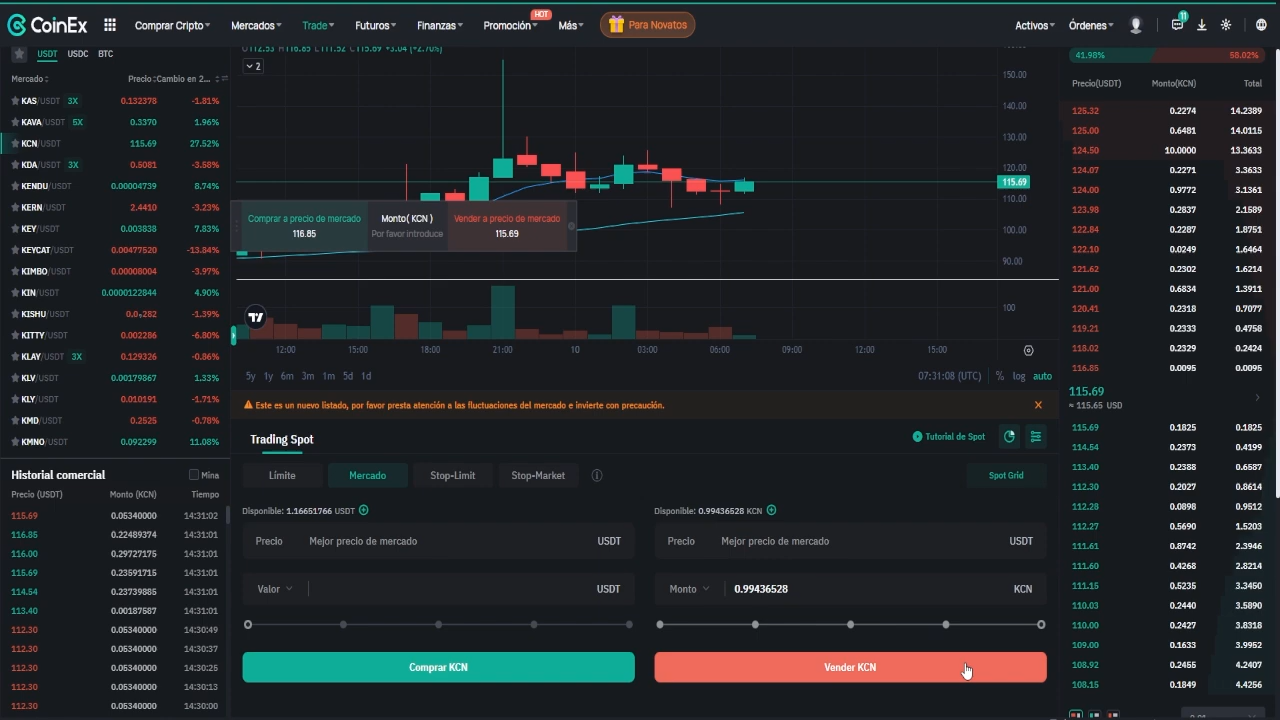 CoinEx Comprar Cripto Mercados Trade Futuros Finanzas Promoción HOT Más Para Novatos Activos Órdenes 11
USDT USDC BTC
Mercado Precio Cambio en 2...
KAS/USDT 3X 0.132378 -1.81%
KAVA/USDT 5X 0.3370 1.96%
KCN/USDT 115.69 27.52%
KDA/USDT 3X 0.5081 -3.58%
KENDU/USDT 0.00004739 8.74%
KERN/USDT 2.4410 -3.23%
KEY/USDT 0.003838 7.83%
KEYCAT/USDT 0.00477520 -13.84%
KIMBO/USDT 0.00008004 -3.97%
KIN/USDT 0.0000122844 4.90%
KISHU/USDT 0.0₇282 -1.39%
KITTY/USDT 0.002286 -6.80%
KLAY/USDT 3X 0.129326 -0.86%
KLV/USDT 0.00179867 1.33%
KLY/USDT 0.010191 -1.71%
KMD/USDT 0.2525 -0.78%
KMNO/USDT 0.092299 11.08%
Historial comercial Mina
Precio (USDT) Monto (KCN) Tiempo
115.69 0.05340000 14:31:02
116.85 0.22489374 14:31:01
116.00 0.29727175 14:31:01
115.69 0.23591715 14:31:01
114.54 0.23739885 14:31:01
113.40 0.00187587 14:31:01
112.30 0.05340000 14:30:49
112.30 0.05340000 14:30:37
112.30 0.05340000 14:30:25
112.30 0.05340000 14:30:13
112.30 0.05340000 14:30:00
O112.53 H116.85 L111.52 C115.69 +3.04 (+2.70%)
2
150.00
140.00
130.00
120.00
115.69
110.00
100.00
90.00
100
Comprar a precio de mercado
116.85
Monto( KCN )
Por favor introduce
Vender a precio de mercado
115.69
12:00 15:00 18:00 21:00 10 03:00 06:00 09:00 12:00 15:00
5y 1y 6m 3m 1m 5d 1d 07:31:08 (UTC) % log auto
Este es un nuevo listado, por favor presta atención a las fluctuaciones del mercado e invierte con precaución.
Trading Spot Tutorial de Spot
Límite Mercado Stop-Limit Stop-Market Spot Grid
Disponible: 1.16651766 USDT
Precio Mejor precio de mercado USDT
Valor USDT
Comprar KCN
Disponible: 0.99436528 KCN
Precio Mejor precio de mercado USDT
Monto 0.99436528 KCN
Vender KCN
41.98% 58.02%
Precio(USDT) Monto(KCN) Total
125.32 0.2274 14.2389
125.00 0.6481 14.0115
124.50 10.0000 13.3633
124.07 0.2271 3.3633
124.00 0.9772 3.1361
123.98 0.2837 2.1589
122.84 0.2287 1.8751
122.10 0.0249 1.6464
121.62 0.2302 1.6214
121.00 0.6834 1.3911
120.41 0.2318 0.7077
119.21 0.2333 0.4758
118.02 0.2329 0.2424
116.85 0.0095 0.0095
115.69
≈ 115.65 USD
115.69 0.1825 0.1825
114.54 0.2373 0.4199
113.40 0.2388 0.6587
112.30 0.2027 0.8614
112.28 0.0898 0.9512
112.27 0.5690 1.5203
111.61 0.8742 2.3946
111.60 0.4268 2.8214
111.15 0.5235 3.3450
110.03 0.2440 3.5890
110.00 0.2427 3.8318
109.00 0.1633 3.9952
108.92 0.2455 4.2407
108.15 0.1849 4.4256